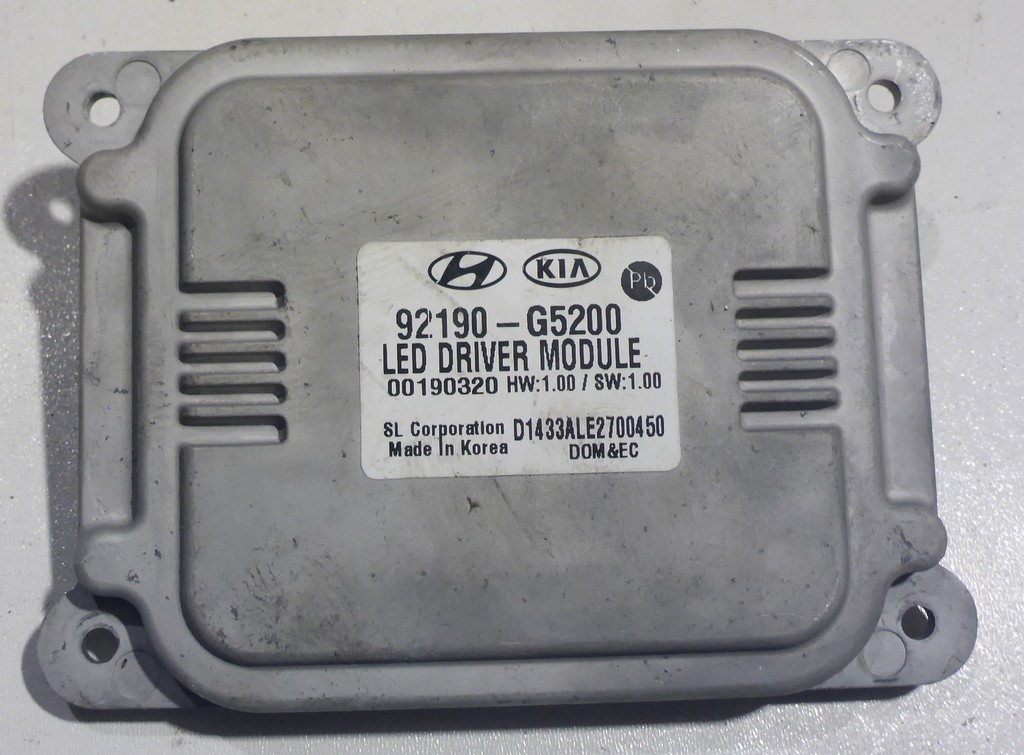 KIA Pb
92190-G5200
LED DRIVER MODULE
00190320 HW:1.00 / SW:1.00
SL Corporation D1433ALE2700450
Made In Korea DOM&EC